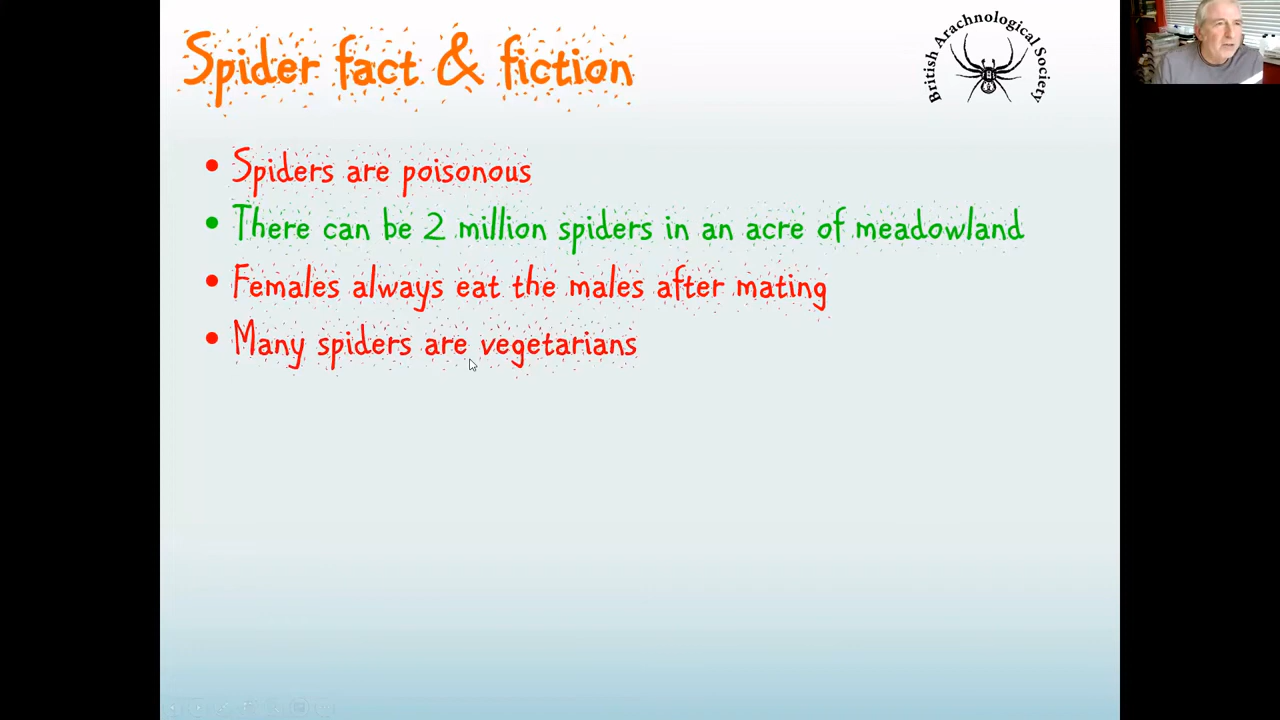 Spider fact & fiction
British Arachnological Society
• Spiders are poisonous
• There can be 2 million spiders in an acre of meadowland
• Females always eat the males after mating
• Many spiders are vegetarians